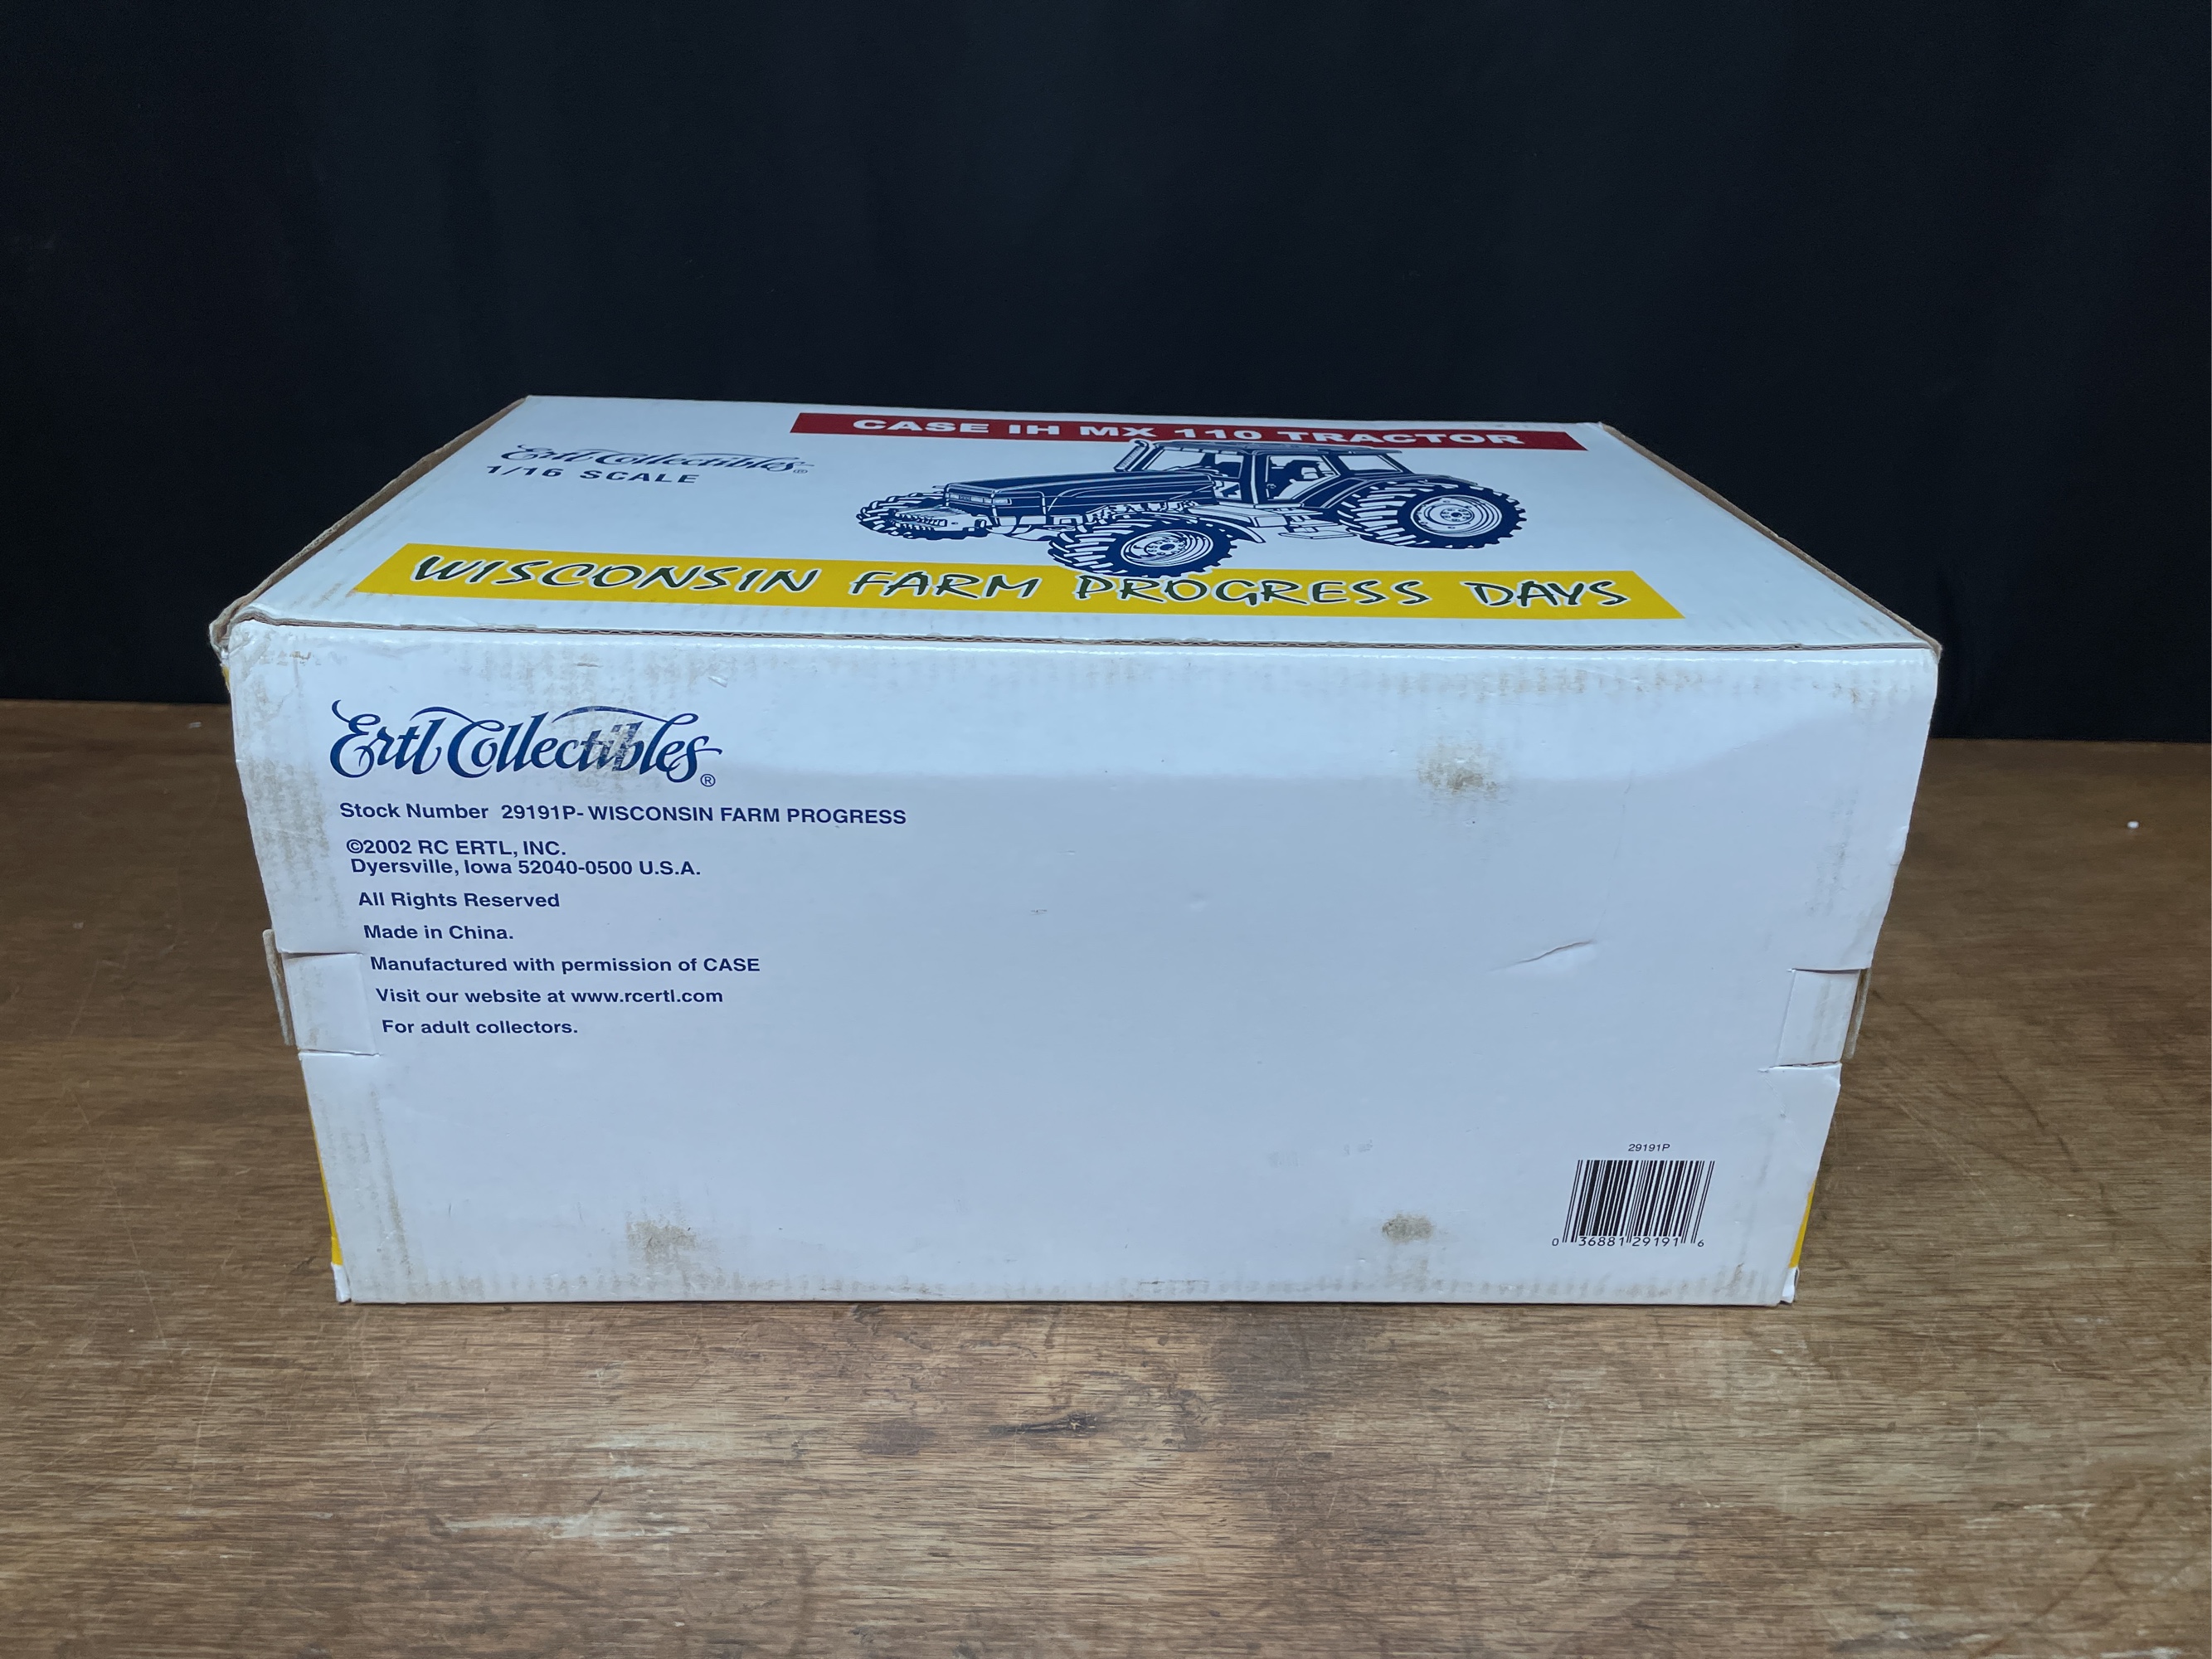 CASE IH MX 110 TRACTOR
Ertl Collectibles®
1/16 SCALE
WISCONSIN FARM PROGRESS DAYS
Ertl Collectibles®
Stock Number 29191P- WISCONSIN FARM PROGRESS
©2002 RC ERTL, INC.
Dyersville, Iowa 52040-0500 U.S.A.
All Rights Reserved
Made in China.
Manufactured with permission of CASE
Visit our website at www.rcertl.com
For adult collectors.
29191P
0 36881 29191 6